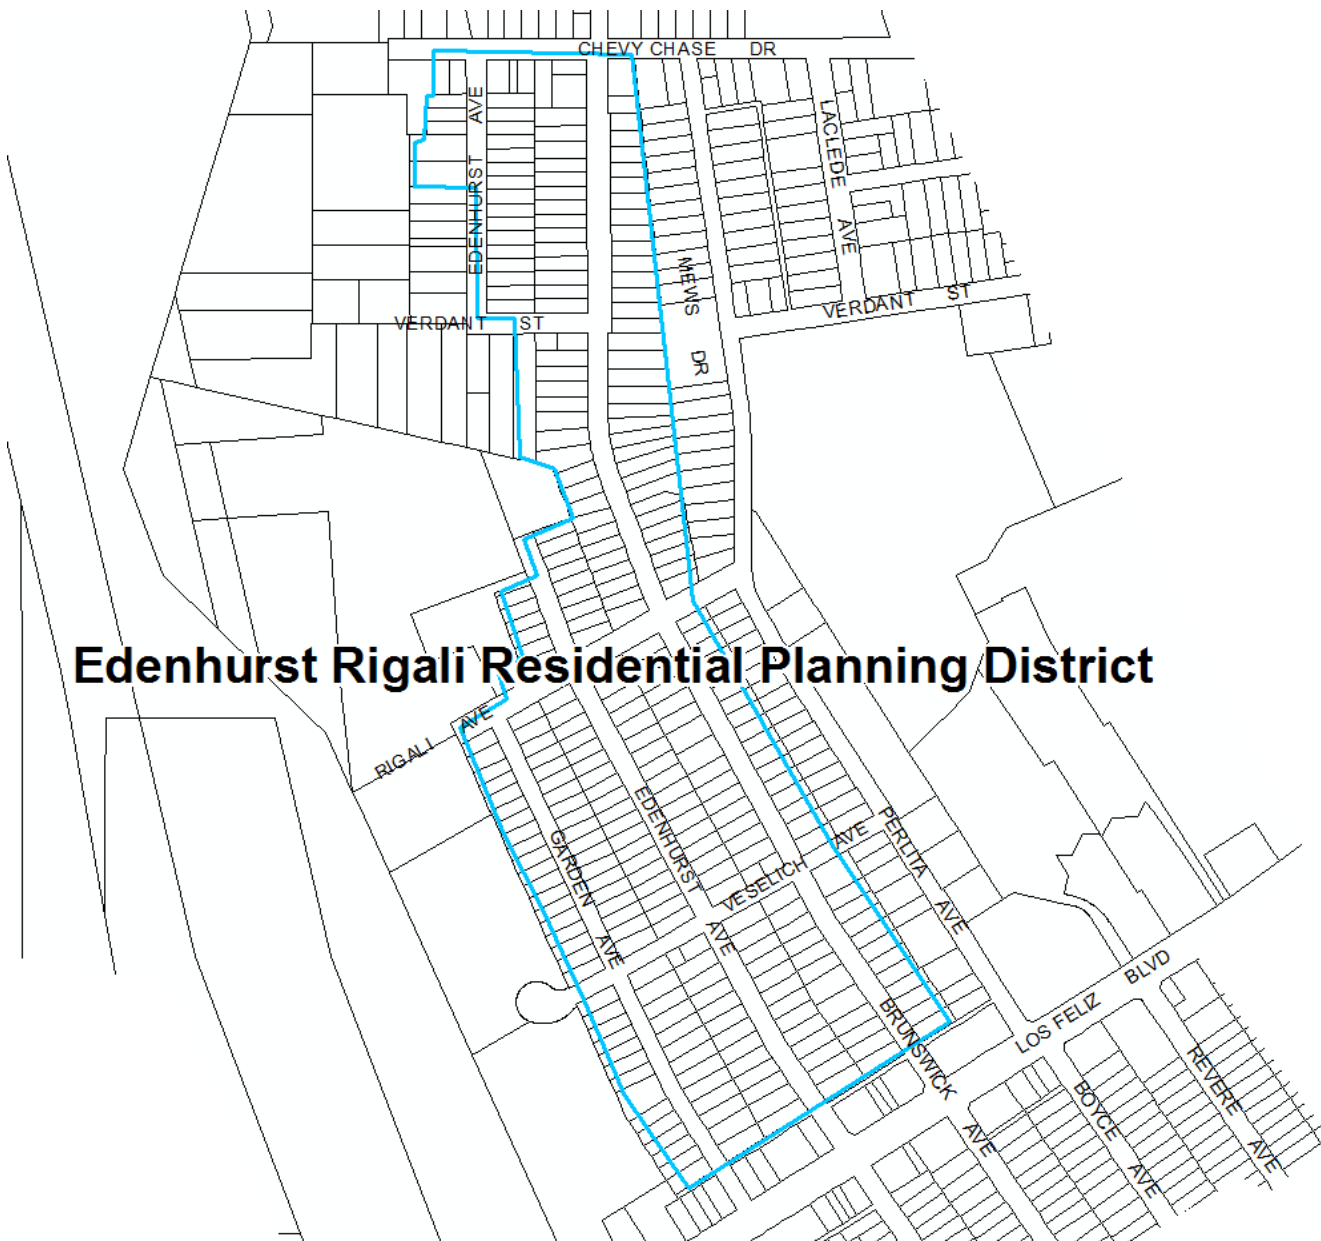 CHEVY CHASE DR
EDENHURST AVE
LACLEDE AVE
MEWS DR
VERDANT ST
VERDANT ST
Edenhurst Rigali Residential Planning District
RIGALI AVE
GARDEN AVE
EDENHURST AVE
VESELICH AVE
PERLITA AVE
BRUNSWICK AVE
LOS FELIZ BLVD
BOYCE AVE
REVERE AVE